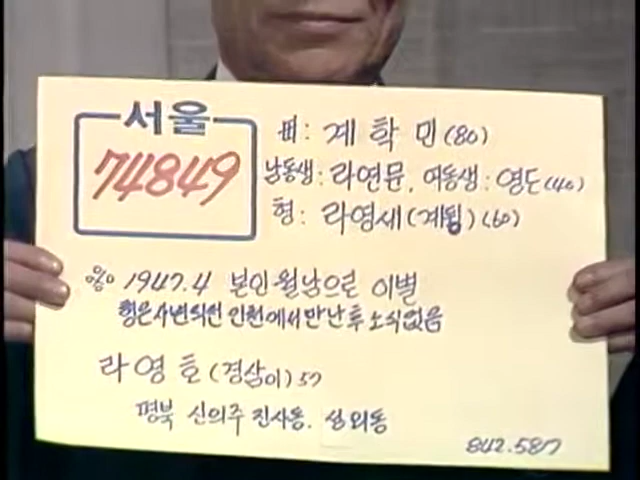 서울
74849
母: 계 학 민 (80)
남동생: 라연문, 여동생: 영도 (40)
형: 라영새 (계림) (60)
1947.4 본인 월남으로 이별
형은 사변직전 인천에서 만난 후 소식없음
라 영 호 (경삼이) 57
평북 신의주 진사동. 상외동
842.587